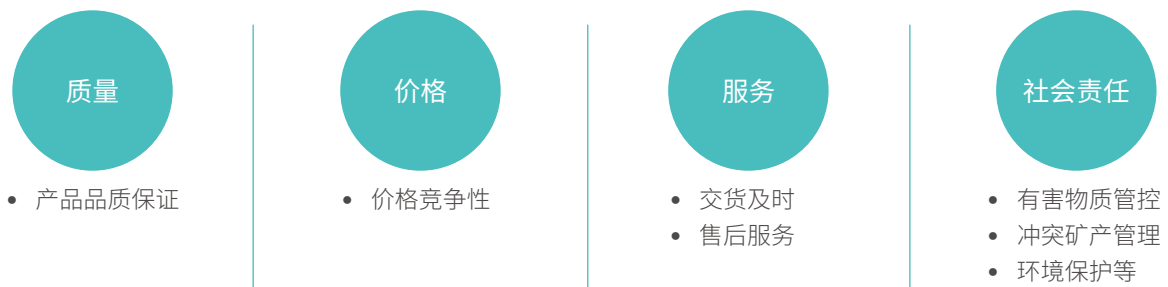 质量
价格
服务
社会责任
• 产品品质保证
• 价格竞争性
• 交货及时
• 售后服务
• 有害物质管控
• 冲突矿产管理
• 环境保护等